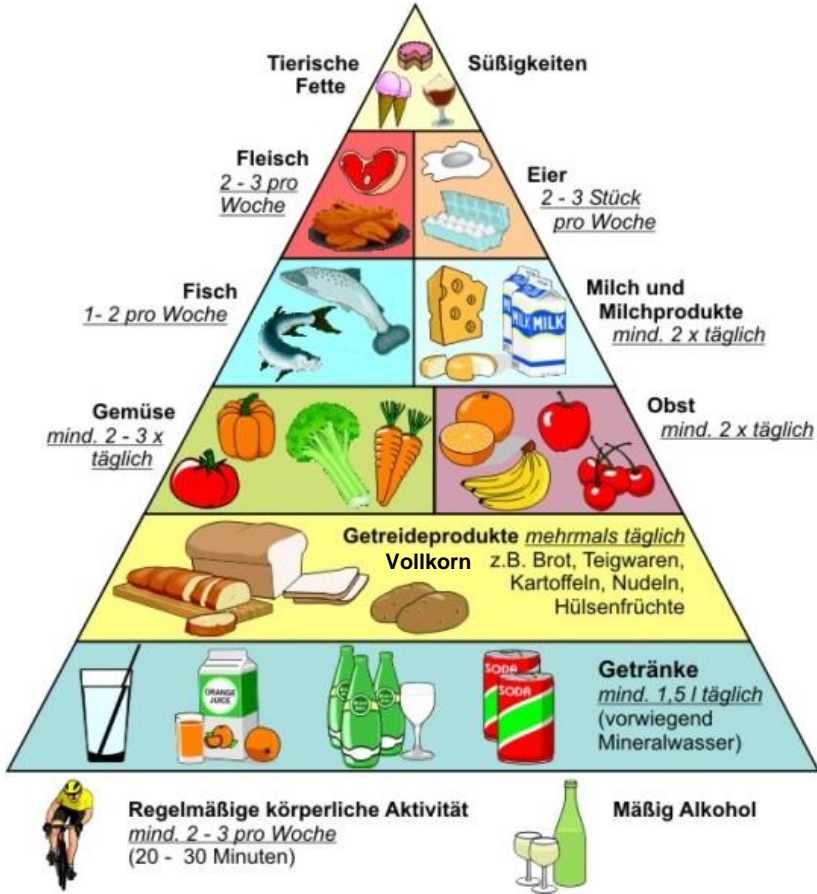 Tierische
Fette
Süßigkeiten
Fleisch
2 - 3 pro
Woche
Eier
2 - 3 Stück
pro Woche
Fisch
1- 2 pro Woche
Milch und
Milchprodukte
mind. 2 x täglich
MILK MILK
Gemüse
mind. 2 - 3 x
täglich
Obst
mind. 2 x täglich
Getreideprodukte mehrmals täglich
Vollkorn z.B. Brot, Teigwaren,
Kartoffeln, Nudeln,
Hülsenfrüchte
ORANGE
JUICE
SODA
SODA
Getränke
mind. 1,5 l täglich
(vorwiegend
Mineralwasser)
Regelmäßige körperliche Aktivität
mind. 2 - 3 pro Woche
(20 - 30 Minuten)
Mäßig Alkohol